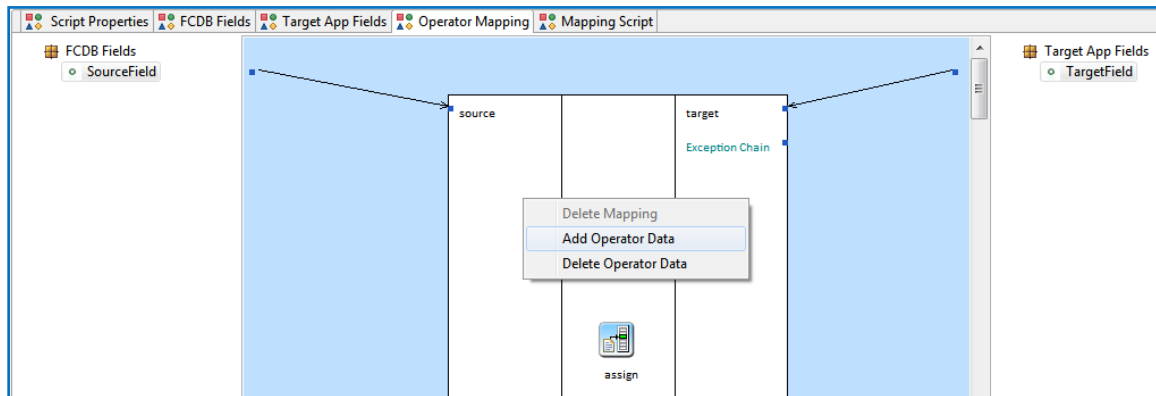 Script Properties FCDB Fields Target App Fields Operator Mapping Mapping Script
FCDB Fields
SourceField
Target App Fields
TargetField
source
target
Exception Chain
Delete Mapping
Add Operator Data
Delete Operator Data
assign